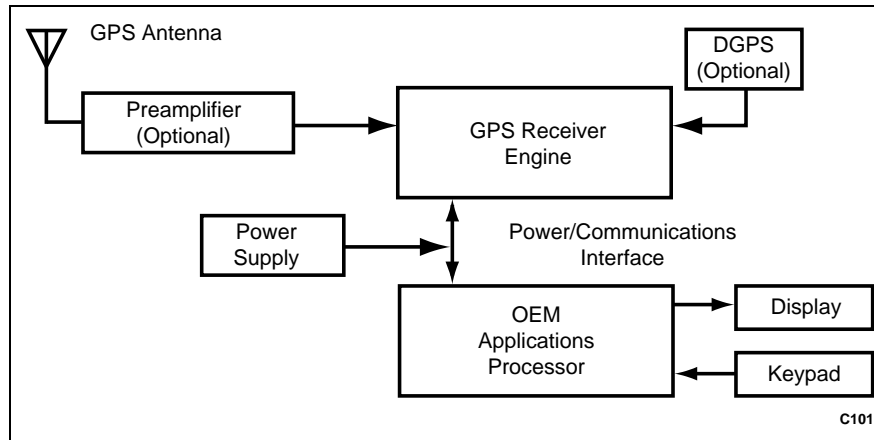 GPS Antenna
DGPS
(Optional)
Preamplifier
(Optional)
GPS Receiver
Engine
Power
Supply
Power/Communications
Interface
OEM
Applications
Processor
Display
Keypad
C101